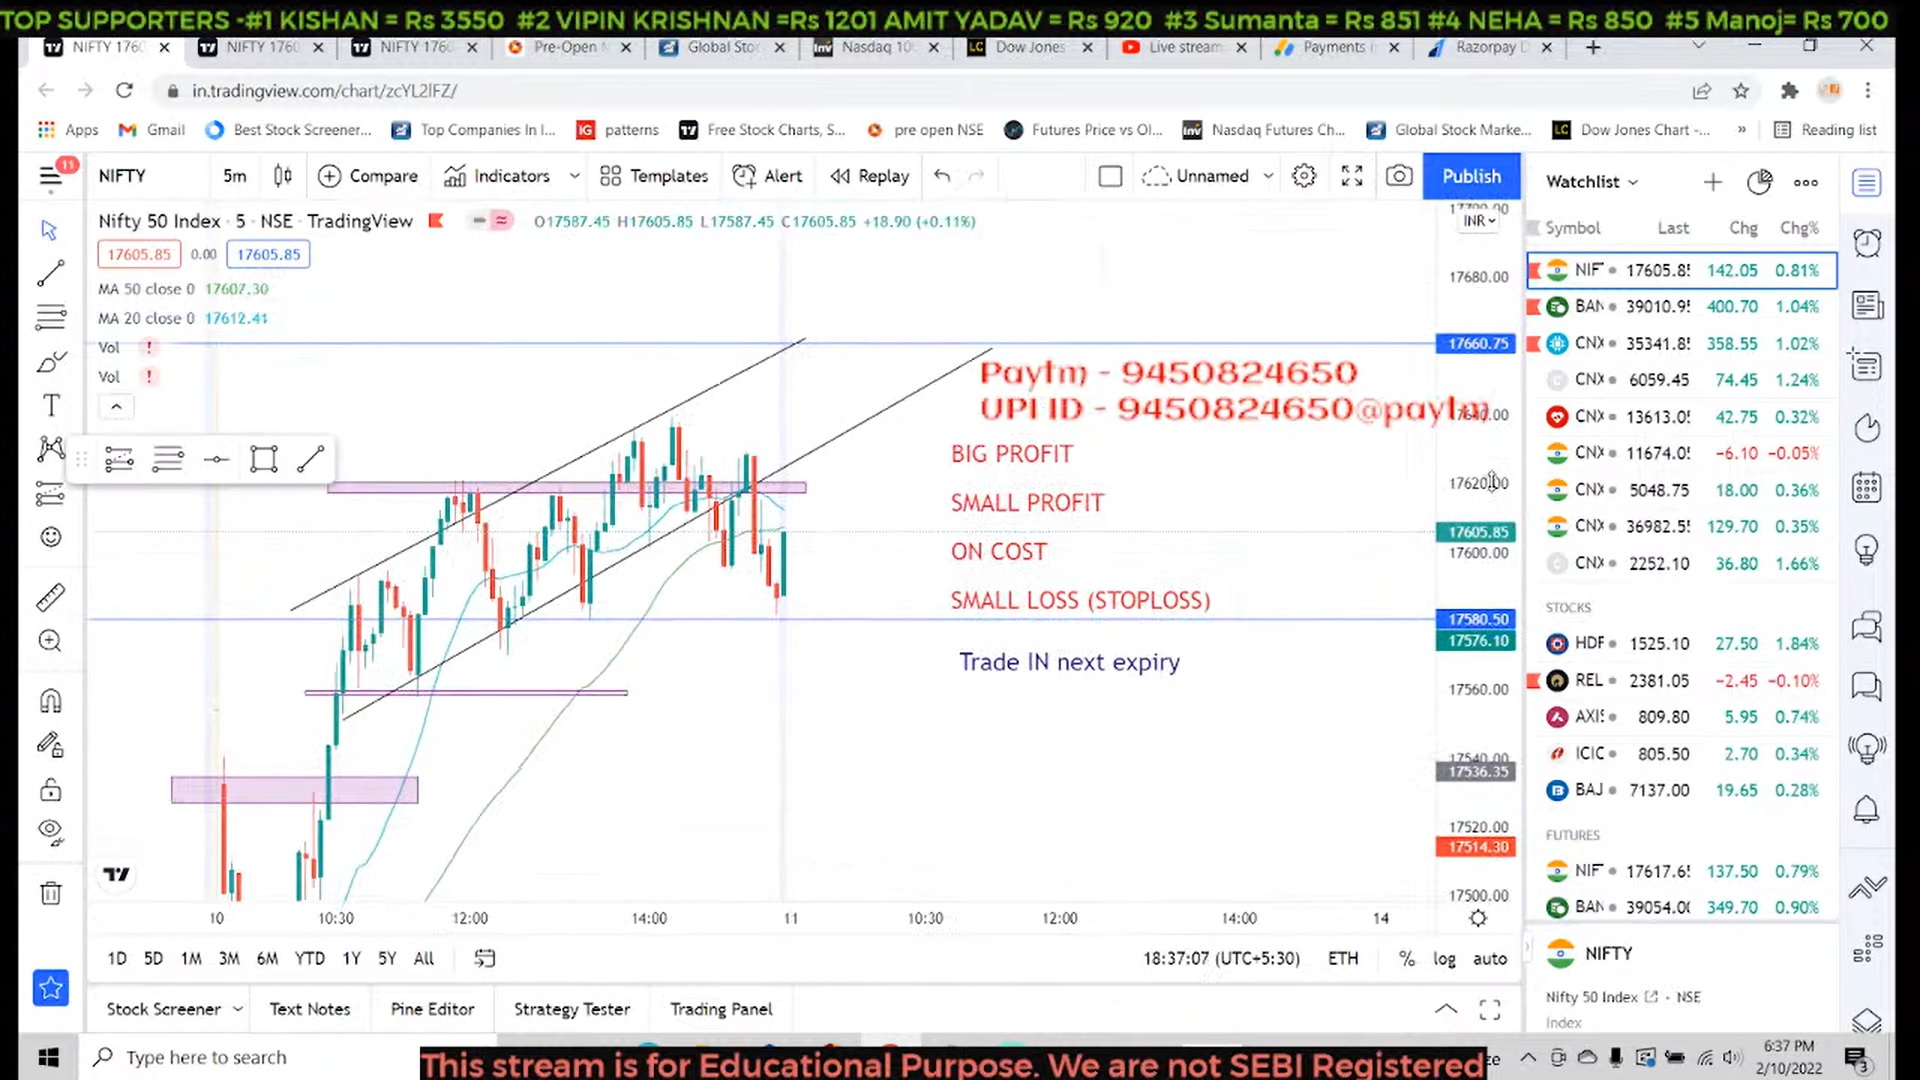 TOP SUPPORTERS -#1 KISHAN = Rs 3550 #2 VIPIN KRISHNAN =Rs 1201 AMIT YADAV = Rs 920 #3 Sumanta = Rs 851 #4 NEHA = Rs 850 #5 Manoj= Rs 700
NIFTY 1760 NIFTY 1760 NIFTY 1760 Pre-Open Global Sto Nasdaq 10 Dow Jones Live stream Payments Razorpay
in.tradingview.com/chart/zcYL2lFZ/
Apps Gmail Best Stock Screener... Top Companies In I... patterns Free Stock Charts, S... pre open NSE Futures Price vs OI... Nasdaq Futures Ch... Global Stock Marke... Dow Jones Chart -... » Reading list
11
NIFTY 5m Compare Indicators Templates Alert Replay Unnamed Publish Watchlist
Nifty 50 Index · 5 · NSE · TradingView O17587.45 H17605.85 L17587.45 C17605.85 +18.90 (+0.11%)
INR
Symbol Last Chg Chg%
17605.85 0.00 17605.85
MA 50 close 0 17607.30
MA 20 close 0 17612.41
Vol !
Vol !
17680.00
17660.75
17640.00
17620.00
17605.85
17600.00
17580.50
17576.10
17560.00
17540.00
17536.35
17520.00
17514.30
17500.00
Paytm - 9450824650
UPI ID - 9450824650@paytm
BIG PROFIT
SMALL PROFIT
ON COST
SMALL LOSS (STOPLOSS)
Trade IN next expiry
NIF 17605.85 142.05 0.81%
BAN 39010.95 400.70 1.04%
CNX 35341.85 358.55 1.02%
CNX 6059.45 74.45 1.24%
CNX 13613.05 42.75 0.32%
CNX 11674.05 −6.10 −0.05%
CNX 5048.75 18.00 0.36%
CNX 36982.55 129.70 0.35%
CNX 2252.10 36.80 1.66%
STOCKS
HDF 1525.10 27.50 1.84%
REL 2381.05 −2.45 −0.10%
AXIS 809.80 5.95 0.74%
ICIC 805.50 2.70 0.34%
BAJ 7137.00 19.65 0.28%
FUTURES
NIF 17617.65 137.50 0.79%
BAN 39054.00 349.70 0.90%
10 10:30 12:00 14:00 11 10:30 12:00 14:00 14
1D 5D 1M 3M 6M YTD 1Y 5Y All 18:37:07 (UTC+5:30) ETH % log auto
NIFTY
Nifty 50 Index · NSE
Index
Stock Screener Text Notes Pine Editor Strategy Tester Trading Panel
Type here to search
This stream is for Educational Purpose. We are not SEBI Registered
6:37 PM
2/10/2022
3